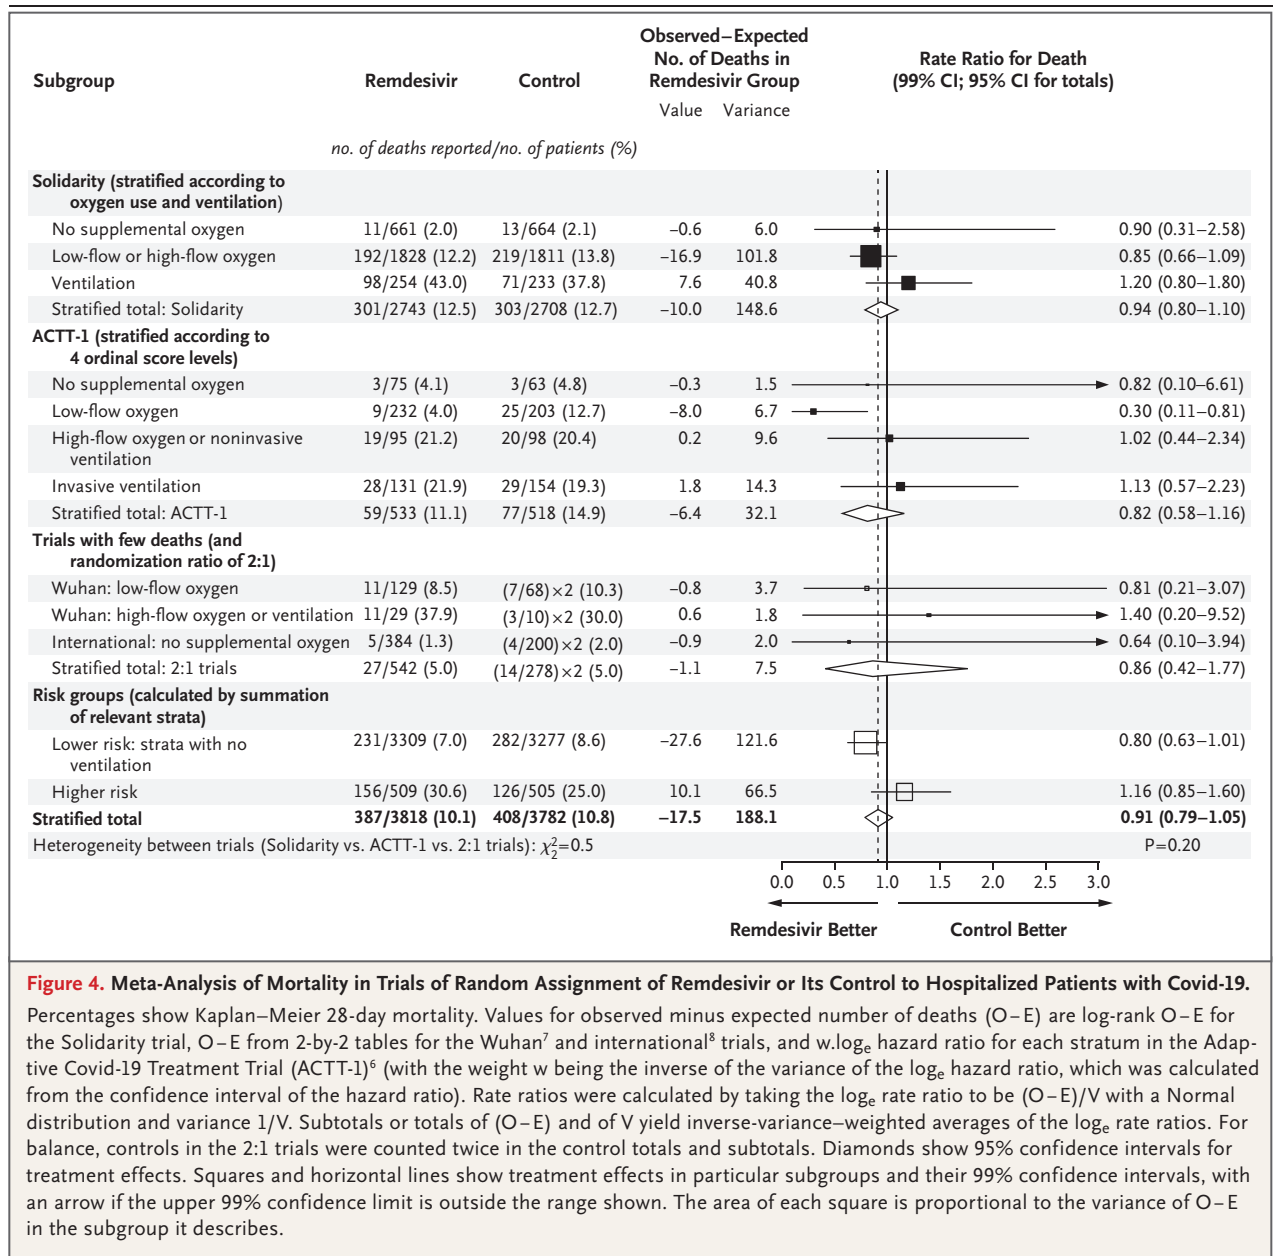 Subgroup Remdesivir Control Observed–Expected No. of Deaths in Remdesivir Group Rate Ratio for Death (99% CI; 95% CI for totals)
Value Variance
no. of deaths reported/no. of patients (%)
Solidarity (stratified according to
oxygen use and ventilation)
No supplemental oxygen 11/661 (2.0) 13/664 (2.1) –0.6 6.0 0.90 (0.31–2.58)
Low-flow or high-flow oxygen 192/1828 (12.2) 219/1811 (13.8) –16.9 101.8 0.85 (0.66–1.09)
Ventilation 98/254 (43.0) 71/233 (37.8) 7.6 40.8 1.20 (0.80–1.80)
Stratified total: Solidarity 301/2743 (12.5) 303/2708 (12.7) –10.0 148.6 0.94 (0.80–1.10)
ACTT-1 (stratified according to
4 ordinal score levels)
No supplemental oxygen 3/75 (4.1) 3/63 (4.8) –0.3 1.5 0.82 (0.10–6.61)
Low-flow oxygen 9/232 (4.0) 25/203 (12.7) –8.0 6.7 0.30 (0.11–0.81)
High-flow oxygen or noninvasive 19/95 (21.2) 20/98 (20.4) 0.2 9.6 1.02 (0.44–2.34)
ventilation
Invasive ventilation 28/131 (21.9) 29/154 (19.3) 1.8 14.3 1.13 (0.57–2.23)
Stratified total: ACTT-1 59/533 (11.1) 77/518 (14.9) –6.4 32.1 0.82 (0.58–1.16)
Trials with few deaths (and
randomization ratio of 2:1)
Wuhan: low-flow oxygen 11/129 (8.5) (7/68)×2 (10.3) –0.8 3.7 0.81 (0.21–3.07)
Wuhan: high-flow oxygen or ventilation 11/29 (37.9) (3/10)×2 (30.0) 0.6 1.8 1.40 (0.20–9.52)
International: no supplemental oxygen 5/384 (1.3) (4/200)×2 (2.0) –0.9 2.0 0.64 (0.10–3.94)
Stratified total: 2:1 trials 27/542 (5.0) (14/278)×2 (5.0) –1.1 7.5 0.86 (0.42–1.77)
Risk groups (calculated by summation
of relevant strata)
Lower risk: strata with no 231/3309 (7.0) 282/3277 (8.6) –27.6 121.6 0.80 (0.63–1.01)
ventilation
Higher risk 156/509 (30.6) 126/505 (25.0) 10.1 66.5 1.16 (0.85–1.60)
Stratified total 387/3818 (10.1) 408/3782 (10.8) –17.5 188.1 0.91 (0.79–1.05)
Heterogeneity between trials (Solidarity vs. ACTT-1 vs. 2:1 trials): χ²₂=0.5 P=0.20
0.0 0.5 1.0 1.5 2.0 2.5 3.0
Remdesivir Better Control Better
Figure 4. Meta-Analysis of Mortality in Trials of Random Assignment of Remdesivir or Its Control to Hospitalized Patients with Covid-19.
Percentages show Kaplan–Meier 28-day mortality. Values for observed minus expected number of deaths (O–E) are log-rank O–E for
the Solidarity trial, O–E from 2-by-2 tables for the Wuhan⁷ and international⁸ trials, and w.logₑ hazard ratio for each stratum in the Adap-
tive Covid-19 Treatment Trial (ACTT-1)⁶ (with the weight w being the inverse of the variance of the logₑ hazard ratio, which was calculated
from the confidence interval of the hazard ratio). Rate ratios were calculated by taking the logₑ rate ratio to be (O–E)/V with a Normal
distribution and variance 1/V. Subtotals or totals of (O–E) and of V yield inverse-variance–weighted averages of the logₑ rate ratios. For
balance, controls in the 2:1 trials were counted twice in the control totals and subtotals. Diamonds show 95% confidence intervals for
treatment effects. Squares and horizontal lines show treatment effects in particular subgroups and their 99% confidence intervals, with
an arrow if the upper 99% confidence limit is outside the range shown. The area of each square is proportional to the variance of O–E
in the subgroup it describes.